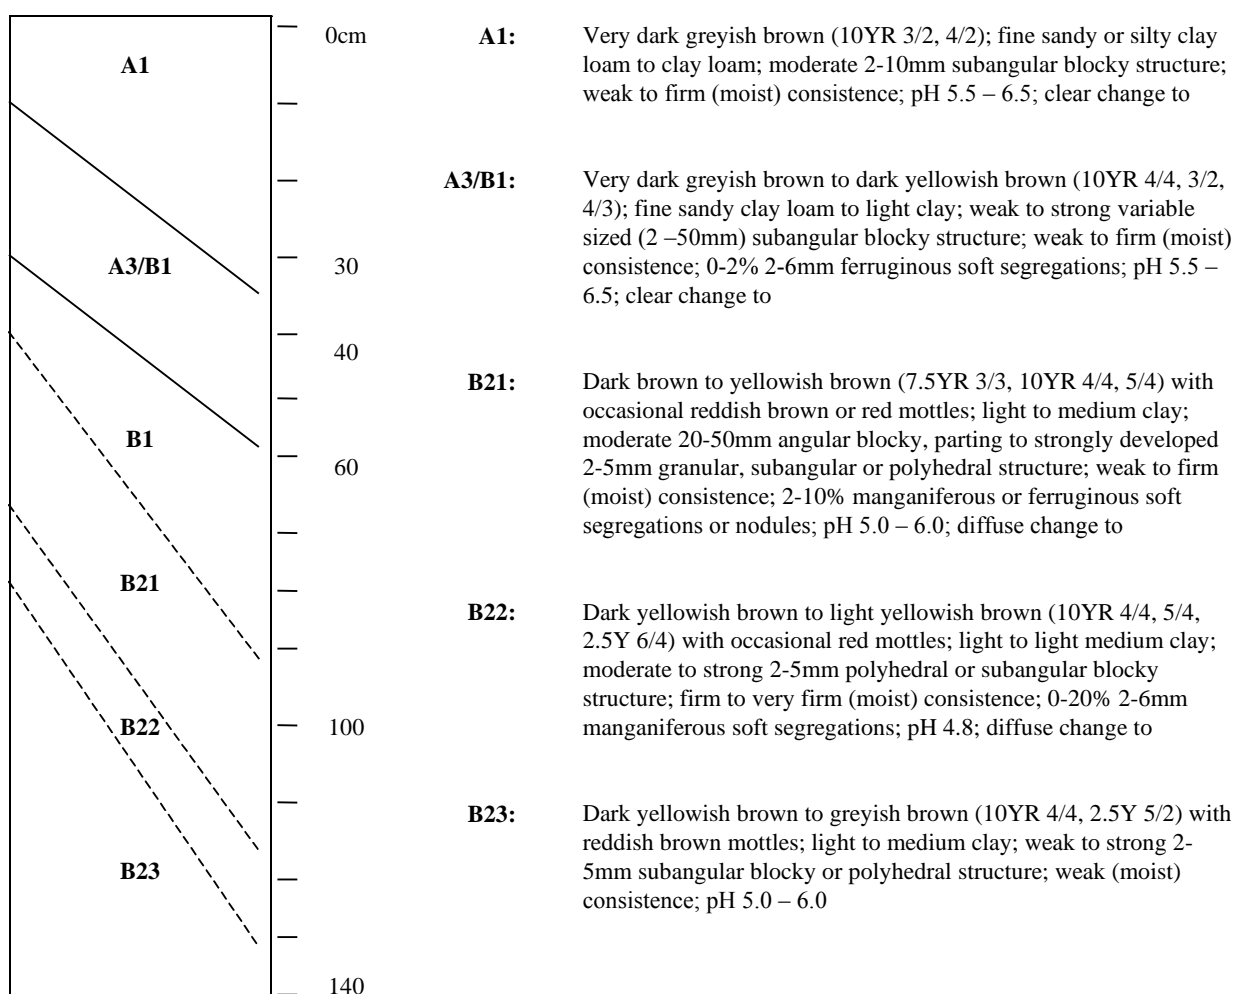 A1
A3/B1
B1
B21
B22
B23
0cm
30
40
60
100
140
A1: Very dark greyish brown (10YR 3/2, 4/2); fine sandy or silty clay
loam to clay loam; moderate 2-10mm subangular blocky structure;
weak to firm (moist) consistence; pH 5.5 – 6.5; clear change to
A3/B1: Very dark greyish brown to dark yellowish brown (10YR 4/4, 3/2,
4/3); fine sandy clay loam to light clay; weak to strong variable
sized (2 –50mm) subangular blocky structure; weak to firm (moist)
consistence; 0-2% 2-6mm ferruginous soft segregations; pH 5.5 –
6.5; clear change to
B21: Dark brown to yellowish brown (7.5YR 3/3, 10YR 4/4, 5/4) with
occasional reddish brown or red mottles; light to medium clay;
moderate 20-50mm angular blocky, parting to strongly developed
2-5mm granular, subangular or polyhedral structure; weak to firm
(moist) consistence; 2-10% manganiferous or ferruginous soft
segregations or nodules; pH 5.0 – 6.0; diffuse change to
B22: Dark yellowish brown to light yellowish brown (10YR 4/4, 5/4,
2.5Y 6/4) with occasional red mottles; light to light medium clay;
moderate to strong 2-5mm polyhedral or subangular blocky
structure; firm to very firm (moist) consistence; 0-20% 2-6mm
manganiferous soft segregations; pH 4.8; diffuse change to
B23: Dark yellowish brown to greyish brown (10YR 4/4, 2.5Y 5/2) with
reddish brown mottles; light to medium clay; weak to strong 2-
5mm subangular blocky or polyhedral structure; weak (moist)
consistence; pH 5.0 – 6.0